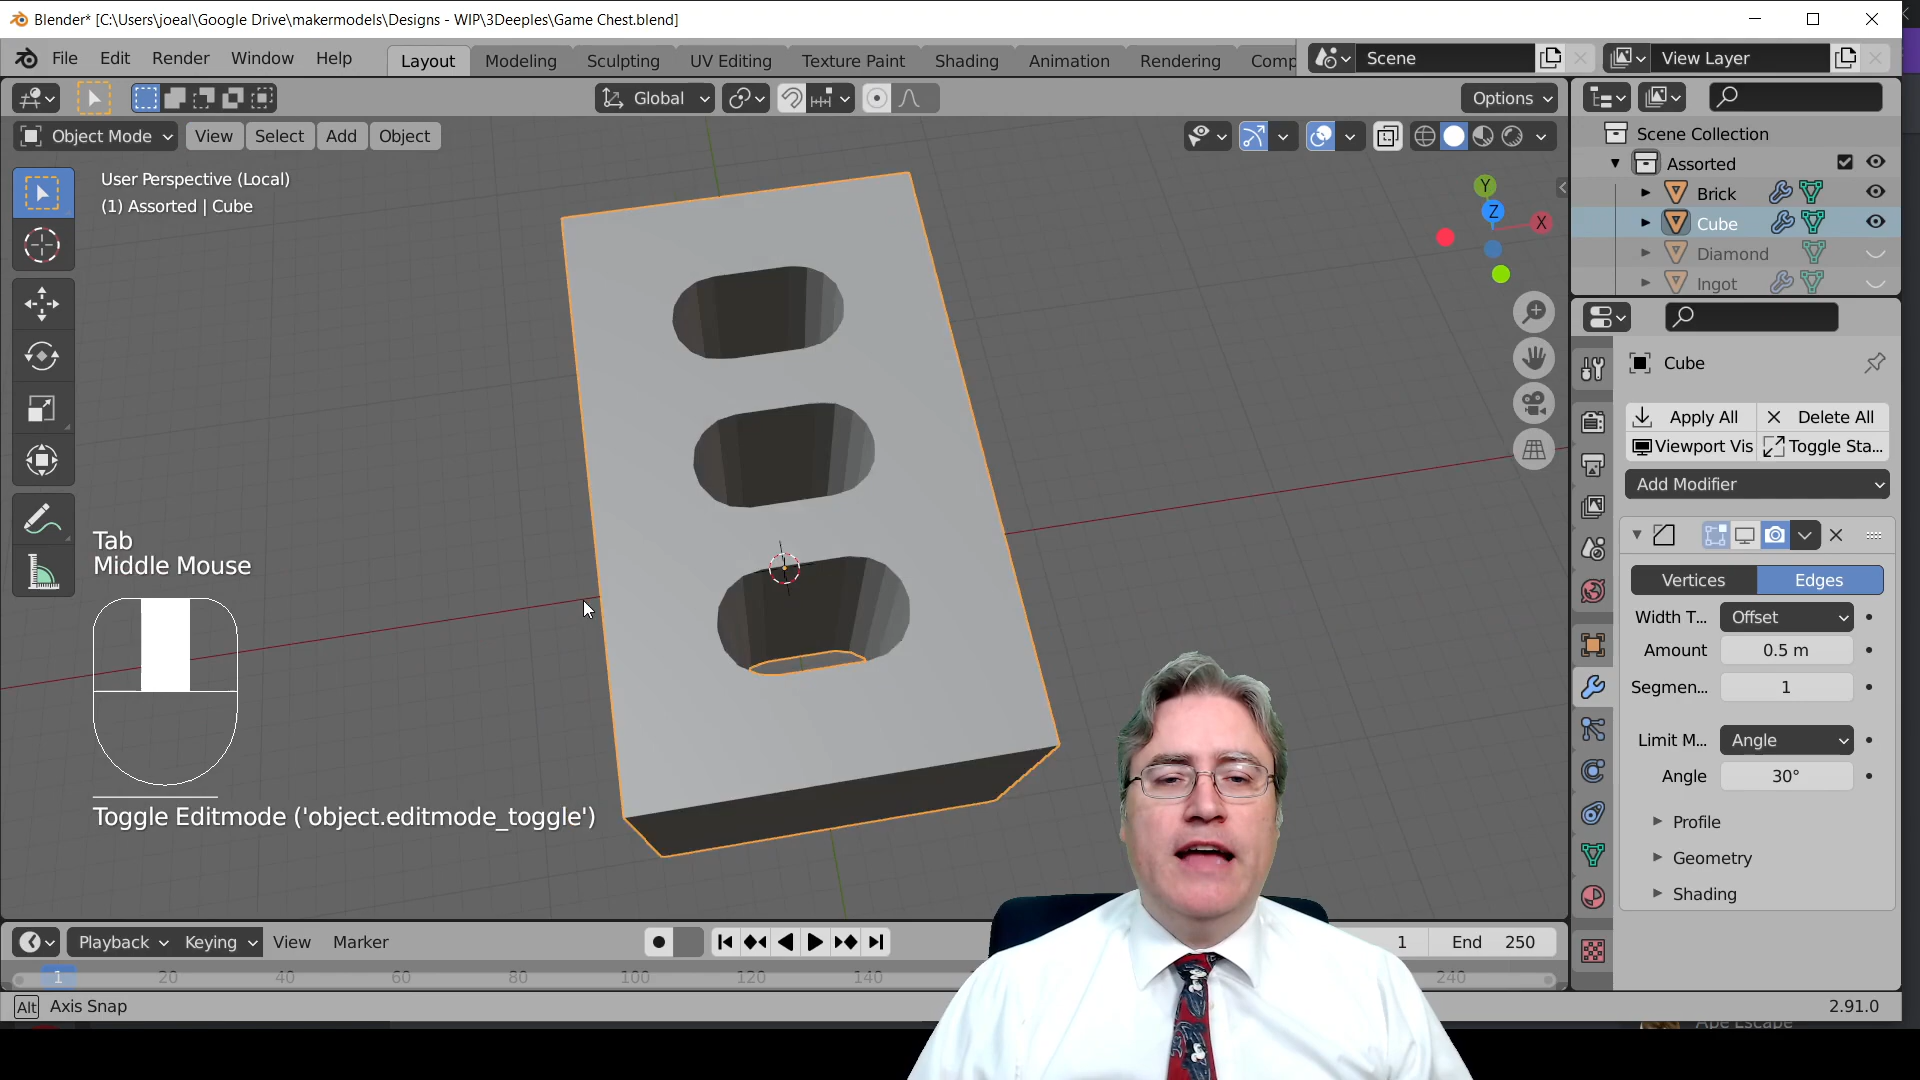 Blender* [C:\Users\joeal\Google Drive\makermodels\Designs - WIP\3Deeples\Game Chest.blend]
File Edit Render Window Help Layout Modeling Sculpting UV Editing Texture Paint Shading Animation Rendering Comp Scene View Layer
Global Options
Object Mode View Select Add Object
Scene Collection
Assorted
Brick
Cube
Diamond
Ingot
User Perspective (Local)
(1) Assorted | Cube
Y
Z
X
Cube
Apply All Delete All
Viewport Vis Toggle Sta...
Add Modifier
Vertices Edges
Width T... Offset
Amount 0.5 m
Segmen... 1
Limit M... Angle
Angle 30°
Profile
Geometry
Shading
Tab
Middle Mouse
Toggle Editmode ('object.editmode_toggle')
Playback Keying View Marker 1 End 250
1 20 40 60 80 100 120 140 240
Alt Axis Snap 2.91.0
Ape Escape